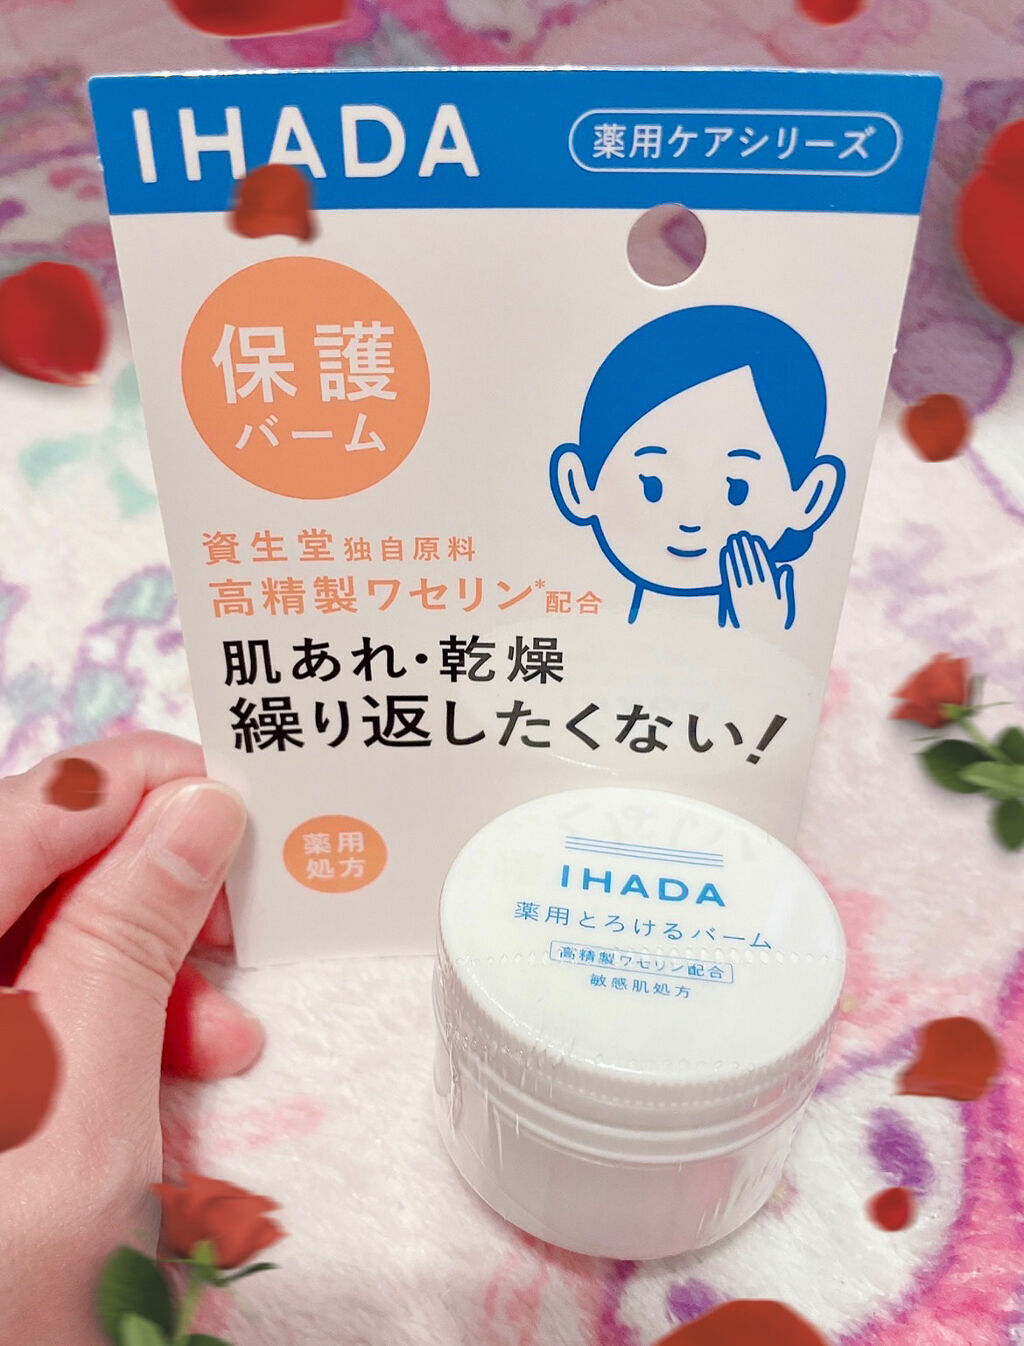 IHADA
薬用ケアシリーズ
保護
バーム
資生堂独自原料
高精製ワセリン*配合
肌あれ・乾燥
繰り返したくない!
薬用
処方
IHADA
薬用とろけるバーム
高精製ワセリン配合
敏感肌処方